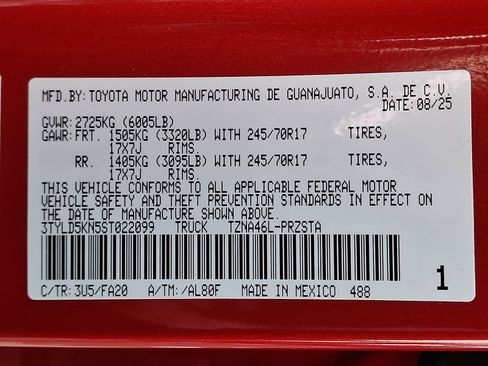 MFD.BY: TOYOTA MOTOR MANUFACTURING DE GUANAJUATO, S.A. DE C.V.
DATE: 08/25
GVWR: 2725KG (6005LB)
GAWR: FRT. 1505KG (3320LB) WITH 245/70R17 TIRES,
17X7J RIMS.
RR. 1405KG (3095LB) WITH 245/70R17 TIRES,
17X7J RIMS.
THIS VEHICLE CONFORMS TO ALL APPLICABLE FEDERAL MOTOR
VEHICLE SAFETY AND THEFT PREVENTION STANDARDS IN EFFECT ON
THE DATE OF MANUFACTURE SHOWN ABOVE.
3TYLD5KN5ST022099 TRUCK TZNA46L-PRZSTA
C/TR: 3U5/FA20 A/TM: /AL80F MADE IN MEXICO 488
1